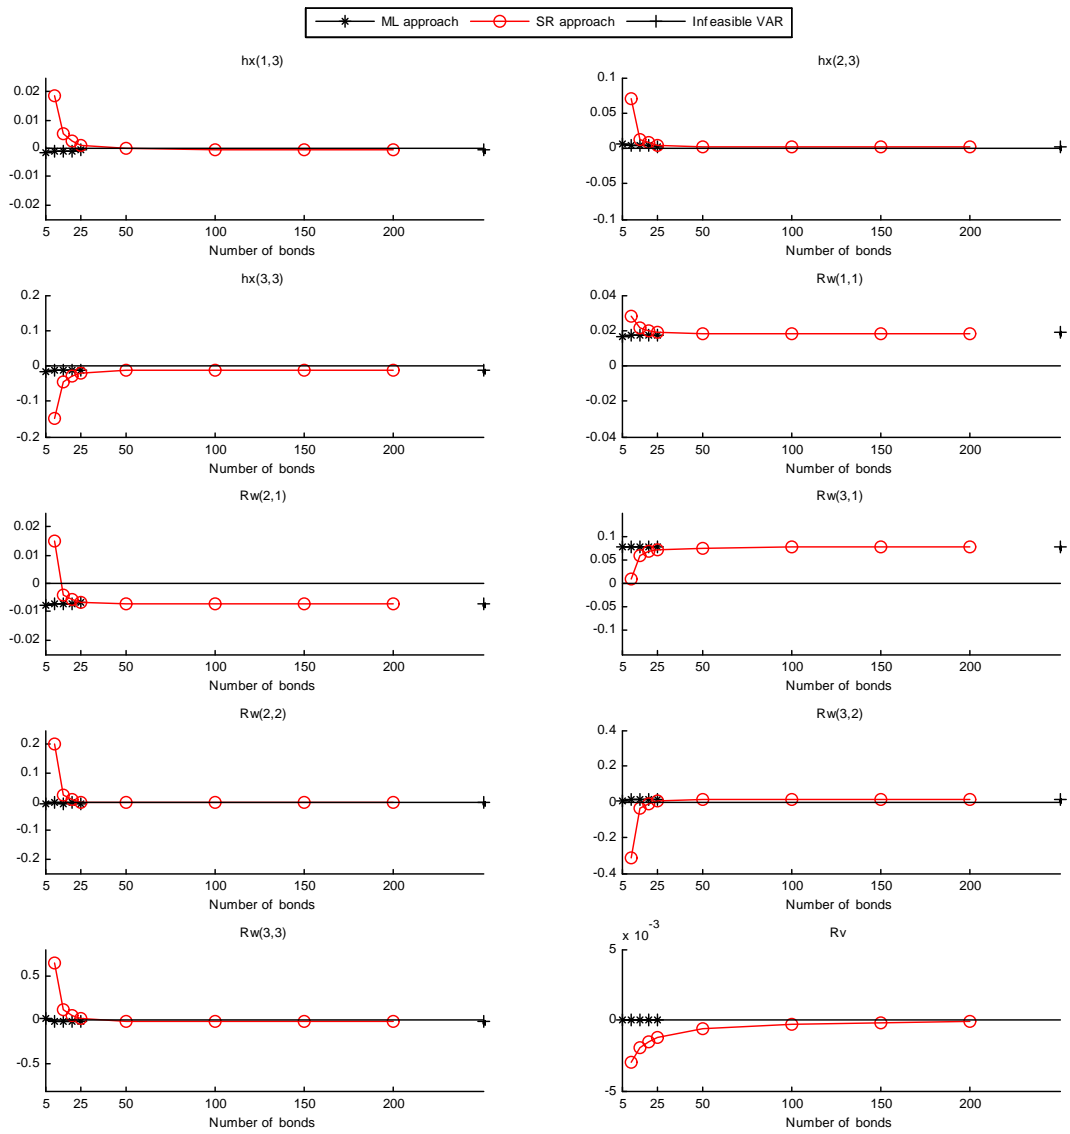 ML approach SR approach Infeasible VAR
hx(1,3)
0.02
0.01
0
-0.01
-0.02
5 25 50 100 150 200
Number of bonds
hx(2,3)
0.1
0.05
0
-0.05
-0.1
5 25 50 100 150 200
Number of bonds
hx(3,3)
0.2
0.1
0
-0.1
-0.2
5 25 50 100 150 200
Number of bonds
Rw(1,1)
0.04
0.02
0
-0.02
-0.04
5 25 50 100 150 200
Number of bonds
Rw(2,1)
0.02
0.01
0
-0.01
-0.02
5 25 50 100 150 200
Number of bonds
Rw(3,1)
0.1
0.05
0
-0.05
-0.1
5 25 50 100 150 200
Number of bonds
Rw(2,2)
0.2
0.1
0
-0.1
-0.2
5 25 50 100 150 200
Number of bonds
Rw(3,2)
0.4
0.2
0
-0.2
-0.4
5 25 50 100 150 200
Number of bonds
Rw(3,3)
0.5
0
-0.5
5 25 50 100 150 200
Number of bonds
Rv
x 10^-3
5
0
-5
5 25 50 100 150 200
Number of bonds